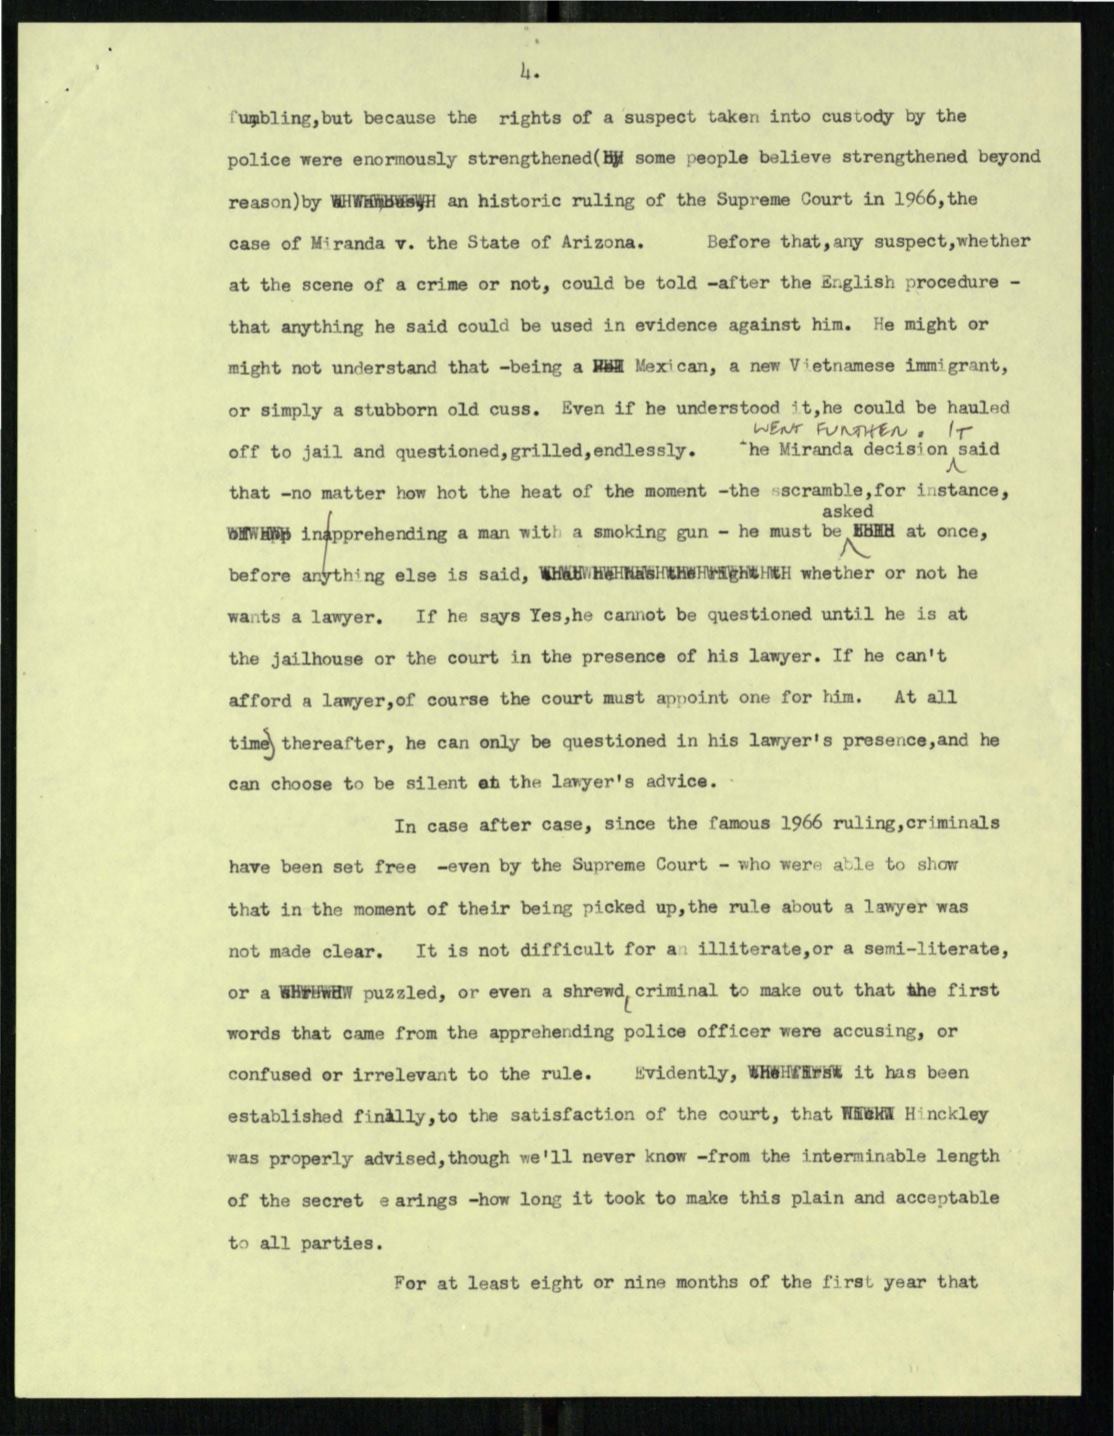 4.
fumbling,but because the rights of a suspect taken into custody by the
police were enormously strengthened( some people believe strengthened beyond
reason)by an historic ruling of the Supreme Court in 1966,the
case of Miranda v. the State of Arizona. Before that,any suspect,whether
at the scene of a crime or not, could be told -after the English procedure -
that anything he said could be used in evidence against him. He might or
might not understand that -being a Mexican, a new Vietnamese immigrant,
or simply a stubborn old cuss. Even if he understood it,he could be hauled
WENT FURTHER. IT
off to jail and questioned,grilled,endlessly. The Miranda decision said
that -no matter how hot the heat of the moment -the sscramble,for instance,
asked
inapprehending a man with a smoking gun - he must be at once,
before anything else is said, whether or not he
wants a lawyer. If he says Yes,he cannot be questioned until he is at
the jailhouse or the court in the presence of his lawyer. If he can't
afford a lawyer,of course the court must appoint one for him. At all
time) thereafter, he can only be questioned in his lawyer's presence,and he
can choose to be silent at the lawyer's advice.
In case after case, since the famous 1966 ruling,criminals
have been set free -even by the Supreme Court - who were able to show
that in the moment of their being picked up,the rule about a lawyer was
not made clear. It is not difficult for an illiterate,or a semi-literate,
or a puzzled, or even a shrewd, criminal to make out that the first
words that came from the apprehending police officer were accusing, or
confused or irrelevant to the rule. Evidently, it has been
established finally,to the satisfaction of the court, that Hinckley
was properly advised,though we'll never know -from the interminable length
of the secret e arings -how long it took to make this plain and acceptable
to all parties.
For at least eight or nine months of the first year that